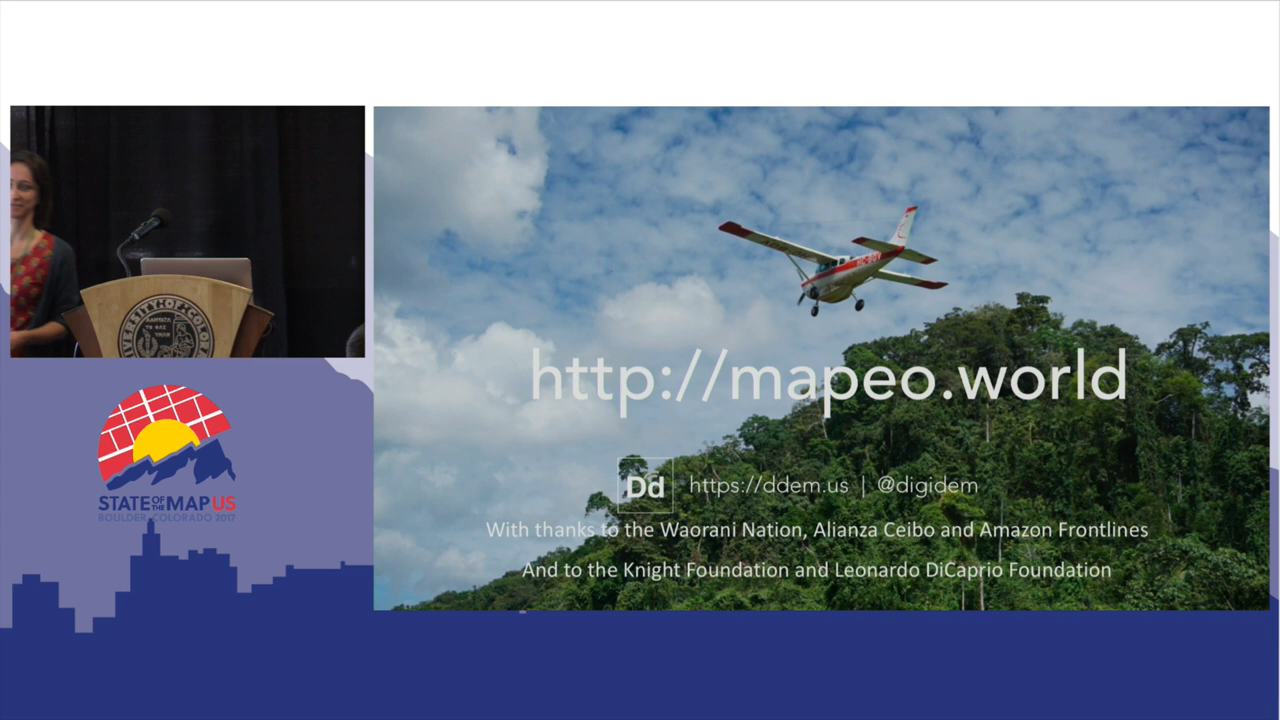 http://mapeo.world
Dd https://ddem.us | @digidem
With thanks to the Waorani Nation, Alianza Ceibo and Amazon Frontlines
And to the Knight Foundation and Leonardo DiCaprio Foundation
STATE OF THE MAP US
BOULDER, COLORADO 2017